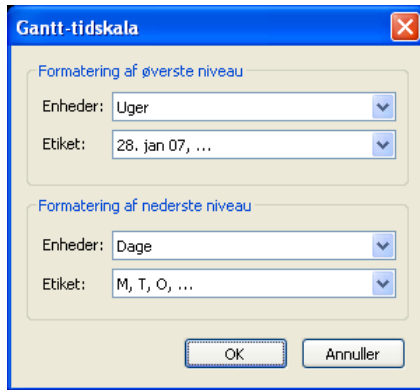 Gantt-tidskala
Formatering af øverste niveau
Enheder: Uger
Etiket: 28. jan 07, ...
Formatering af nederste niveau
Enheder: Dage
Etiket: M, T, O, ...
OK Annuller